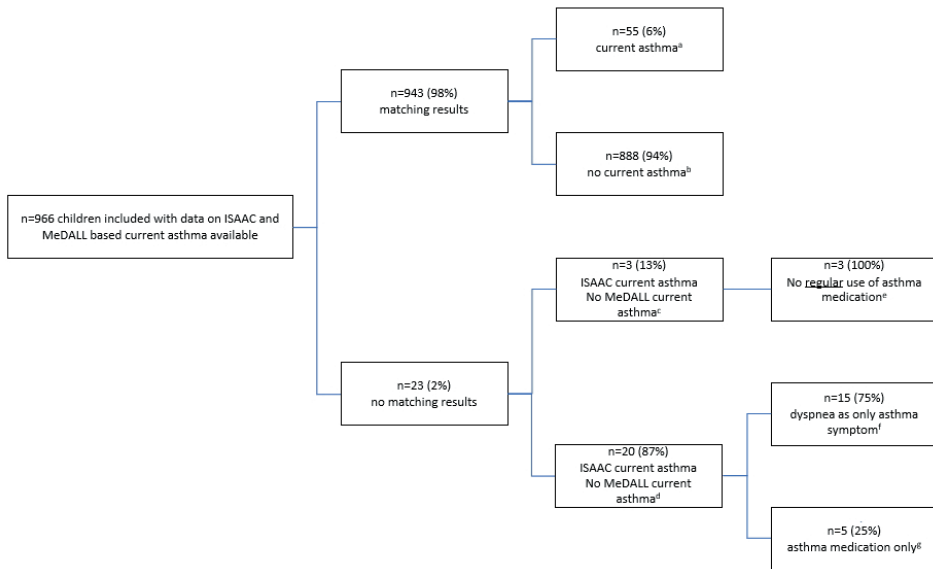 n=55 (6%)
current asthmaᵃ
n=943 (98%)
matching results
n=888 (94%)
no current asthmaᵇ
n=966 children included with data on ISAAC and
MeDALL based current asthma available
n=3 (13%)
ISAAC current asthma
No MeDALL current
asthmaᶜ
n=3 (100%)
No regular use of asthma
medicationᵉ
n=23 (2%)
no matching results
n=20 (87%)
ISAAC current asthma
No MeDALL current
asthmaᵈ
n=15 (75%)
dyspnea as only asthma
symptomᶠ
n=5 (25%)
asthma medication onlyᵍ